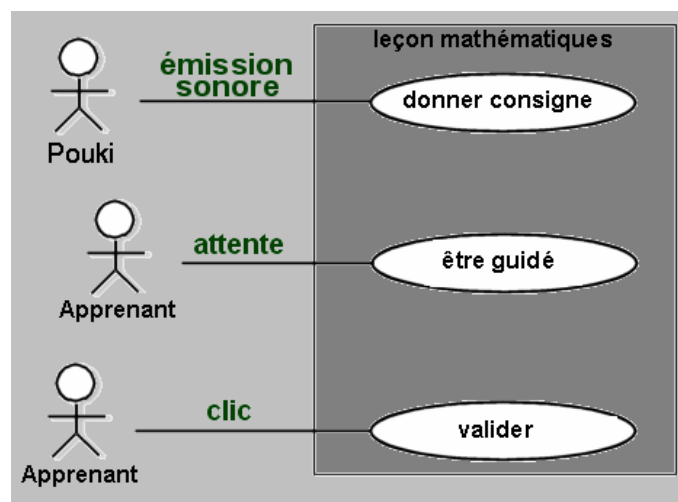 leçon mathématiques
émission
sonore
donner consigne
Pouki
attente
être guidé
Apprenant
clic
valider
Apprenant